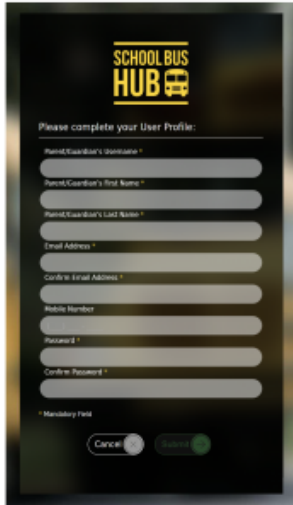 SCHOOL BUS
HUB
Please complete your User Profile:
Parent/Guardian's Username *
Parent/Guardian's First Name *
Parent/Guardian's Last Name *
Email Address *
Confirm Email Address *
Mobile Number
Password *
Confirm Password *
* Mandatory Field
Cancel
Submit